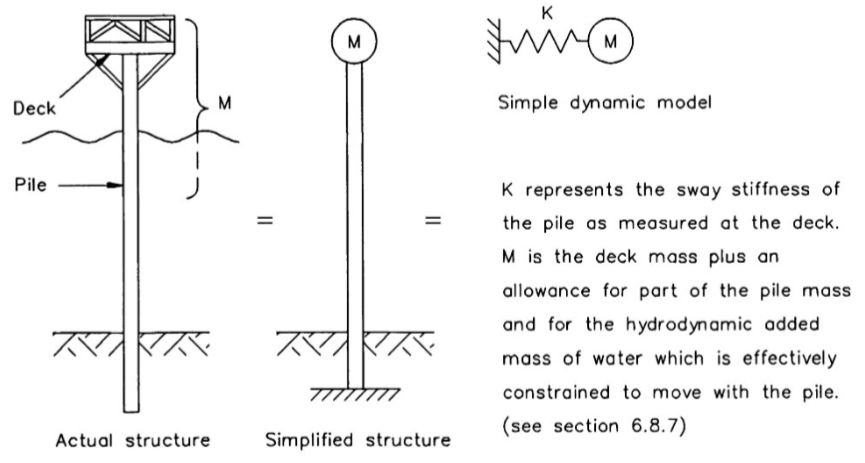 Deck
M
Pile
=
Actual structure
M
=
Simplified structure
K
M
Simple dynamic model
K represents the sway stiffness of
the pile as measured at the deck.
M is the deck mass plus an
allowance for part of the pile mass
and for the hydrodynamic added
mass of water which is effectively
constrained to move with the pile.
(see section 6.8.7)